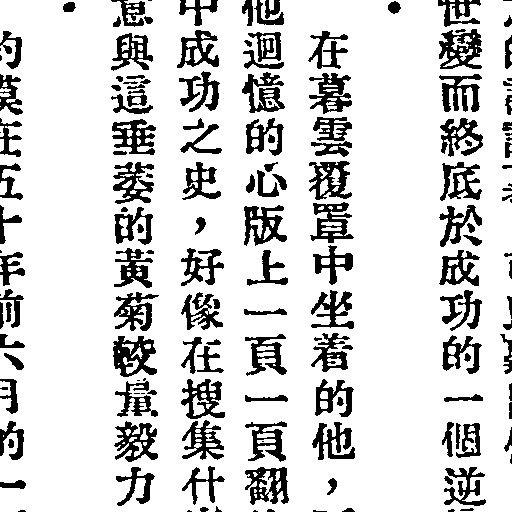 世變而終底於成功的一個逆
。
在暮雲覆罩中坐着的他，
他迴憶的心版上一頁一頁翻
中成功之史，好像在搜集什
意與這垂萎的黃菊較量毅力
。
約莫在五十年前六月的一